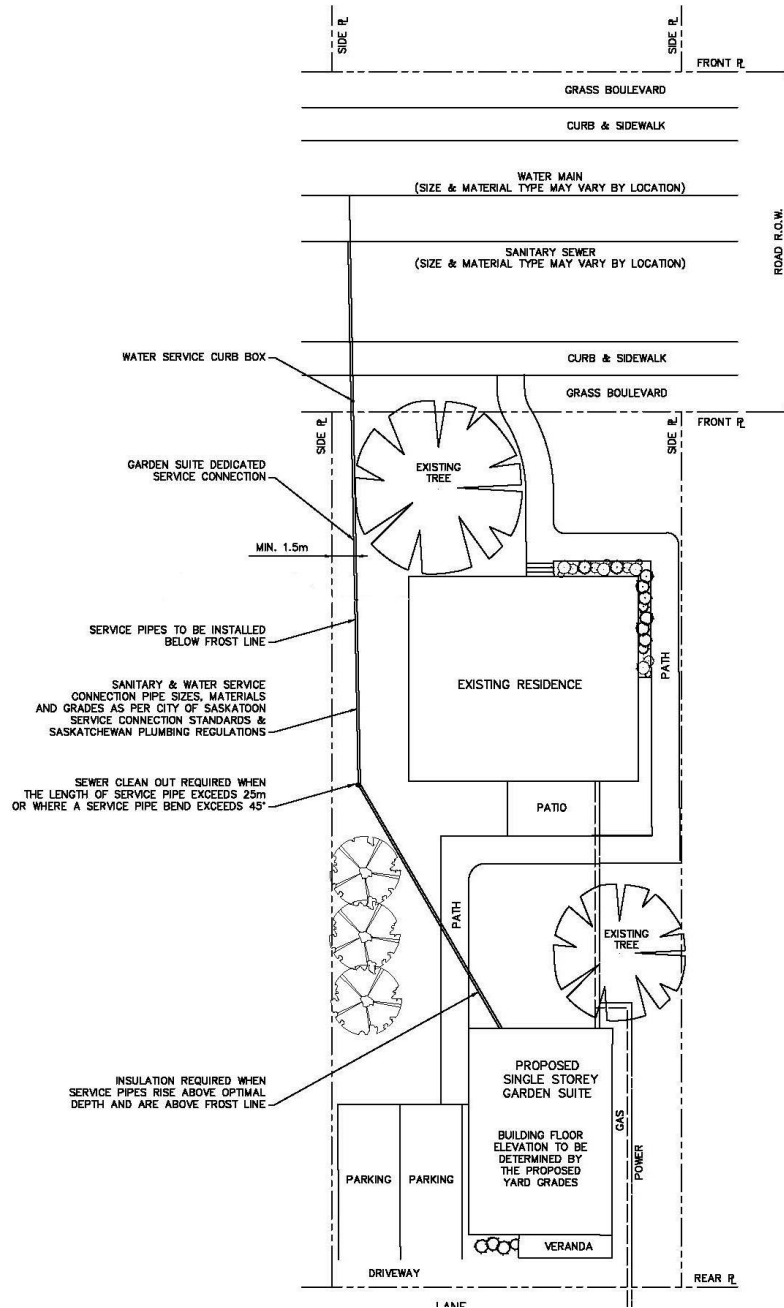 SIDE PL
SIDE PL
FRONT PL
GRASS BOULEVARD
CURB & SIDEWALK
WATER MAIN
(SIZE & MATERIAL TYPE MAY VARY BY LOCATION)
ROAD R.O.W.
SANITARY SEWER
(SIZE & MATERIAL TYPE MAY VARY BY LOCATION)
WATER SERVICE CURB BOX
CURB & SIDEWALK
GRASS BOULEVARD
SIDE PL
SIDE PL
FRONT PL
GARDEN SUITE DEDICATED
SERVICE CONNECTION
EXISTING
TREE
MIN. 1.5m
SERVICE PIPES TO BE INSTALLED
BELOW FROST LINE
PATH
EXISTING RESIDENCE
SANITARY & WATER SERVICE
CONNECTION PIPE SIZES, MATERIALS
AND GRADES AS PER CITY OF SASKATOON
SERVICE CONNECTION STANDARDS &
SASKATCHEWAN PLUMBING REGULATIONS
SEWER CLEAN OUT REQUIRED WHEN
THE LENGTH OF SERVICE PIPE EXCEEDS 25m
OR WHERE A SERVICE PIPE BEND EXCEEDS 45°
PATIO
PATH
EXISTING
TREE
INSULATION REQUIRED WHEN
SERVICE PIPES RISE ABOVE OPTIMAL
DEPTH AND ARE ABOVE FROST LINE
PROPOSED
SINGLE STOREY
GARDEN SUITE
BUILDING FLOOR
ELEVATION TO BE
DETERMINED BY
THE PROPOSED
YARD GRADES
GAS
POWER
PARKING
PARKING
VERANDA
DRIVEWAY
REAR PL
LANE